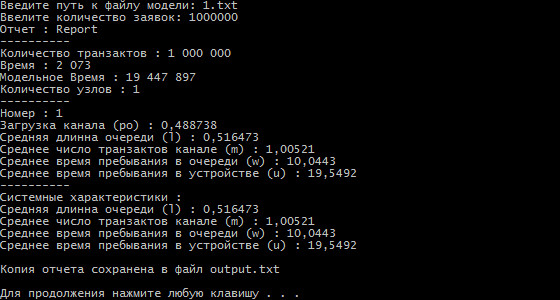 Введите путь к файлу модели: 1.txt
Ввелите количество заявок: 1000000
Отчет : Report
----------
Количество транзактов : 1 000 000
Время : 2 073
Модельное Время : 19 447 897
Количество узлов : 1
----------
Номер : 1
Загрузка канала (po) : 0,488738
Средняя длинна очереди (l) : 0,516473
Среднее число транзактов канале (m) : 1,00521
Среднее время пребывания в очереди (w) : 10,0443
Среднее время пребывания в устройстве (u) : 19,5492
----------
Системные характеристики :
Средняя длинна очереди (l) : 0,516473
Среднее число транзактов канале (m) : 1,00521
Среднее время пребывания в очереди (w) : 10,0443
Среднее время пребывания в устройстве (u) : 19,5492
Копия отчета сохранена в файл output.txt
Для продолжения нажмите любую клавишу . . .